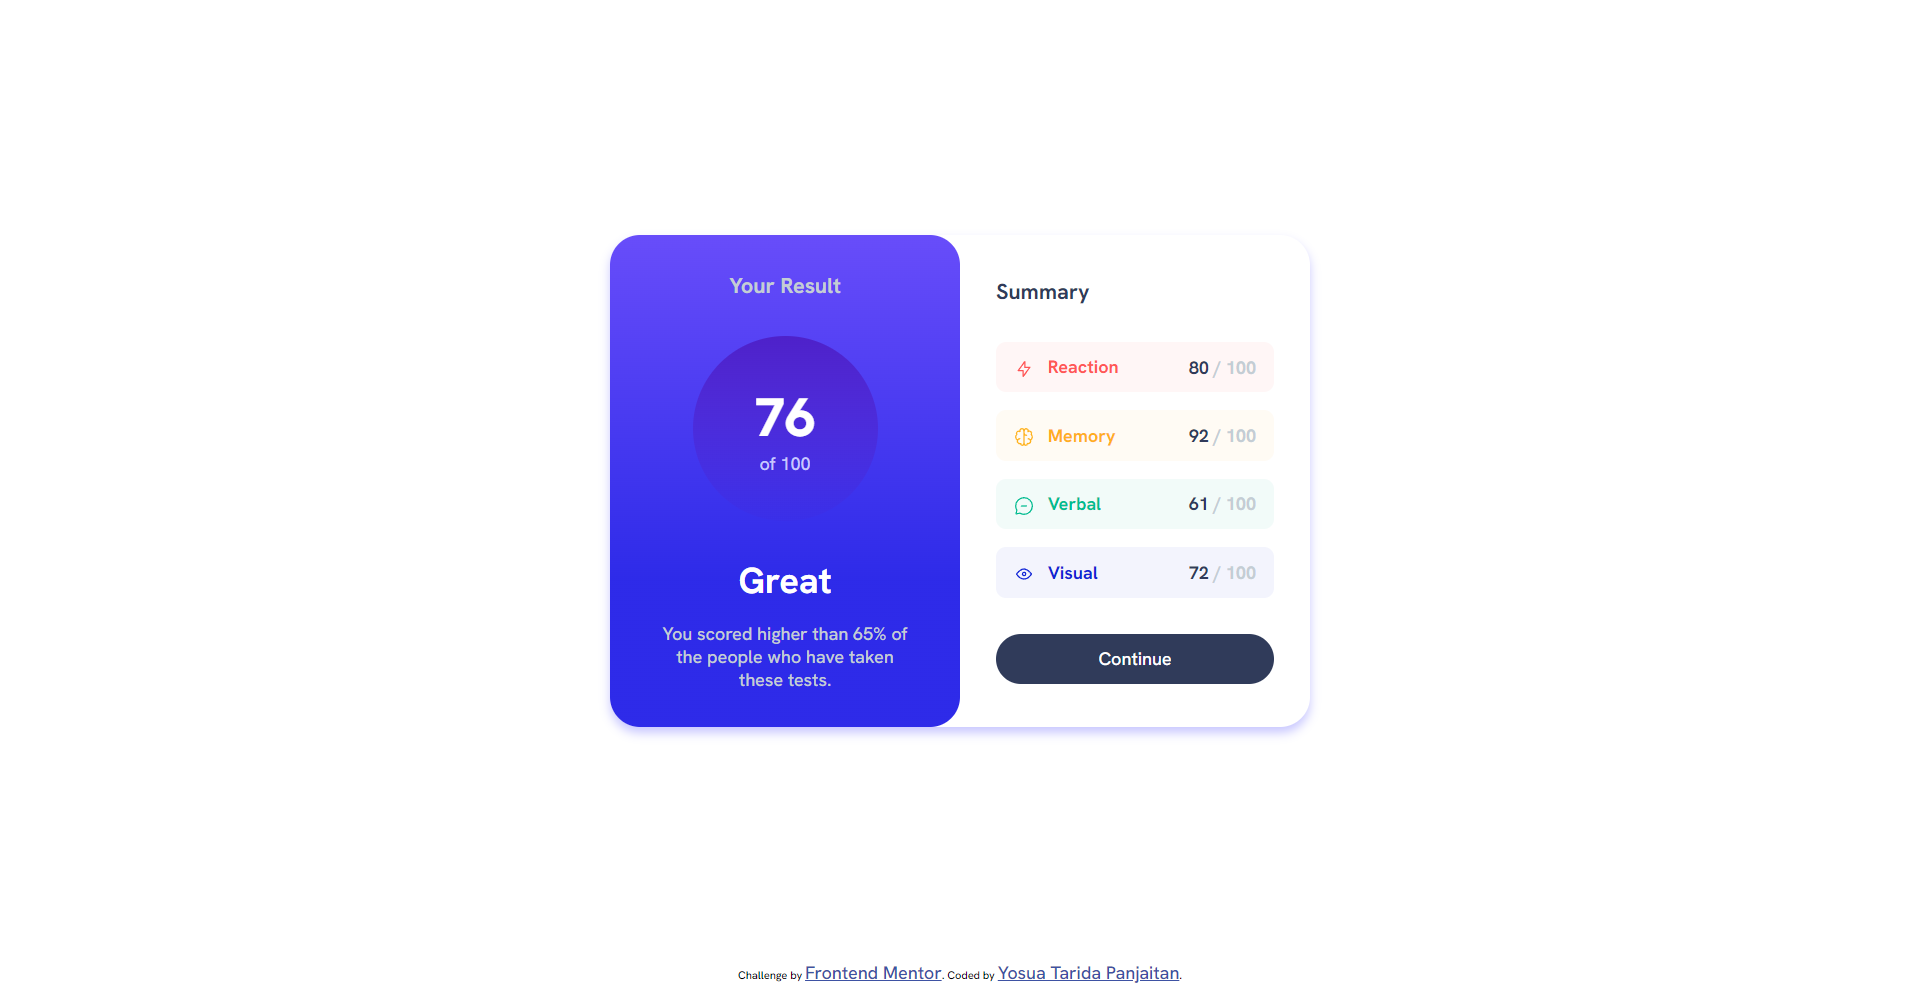 Your Result
76
of 100
Great
You scored higher than 65% of
the people who have taken
these tests.
Summary
Reaction 80 / 100
Memory 92 / 100
Verbal 61 / 100
Visual 72 / 100
Continue
Challenge by Frontend Mentor. Coded by Yosua Tarida Panjaitan.